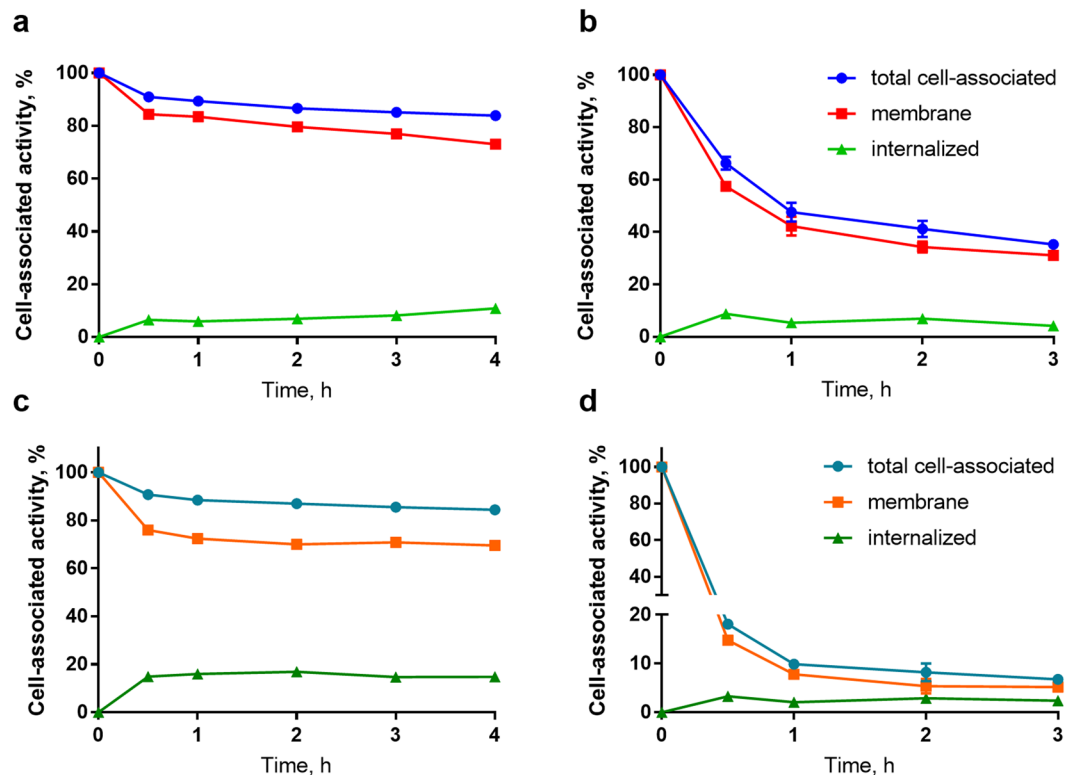 a
Cell-associated activity, %
100
80
60
40
20
0
0 1 2 3 4
Time, h
b
Cell-associated activity, %
100
80
60
40
20
0
0 1 2 3
Time, h
total cell-associated
membrane
internalized
c
Cell-associated activity, %
100
80
60
40
20
0
0 1 2 3 4
Time, h
d
Cell-associated activity, %
100
80
60
40
20
10
0
0 1 2 3
Time, h
total cell-associated
membrane
internalized